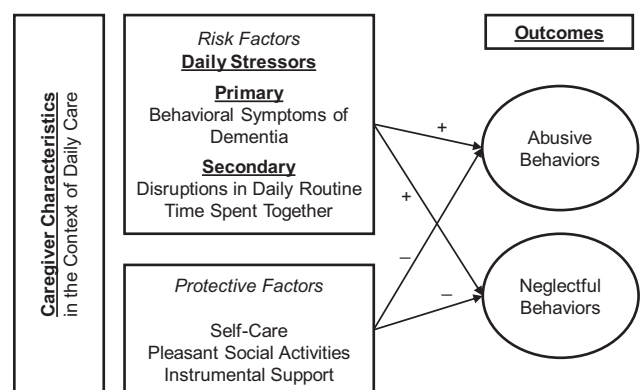 Caregiver Characteristics
in the Context of Daily Care
Risk Factors
Daily Stressors
Primary
Behavioral Symptoms of
Dementia
Secondary
Disruptions in Daily Routine
Time Spent Together
Protective Factors
Self-Care
Pleasant Social Activities
Instrumental Support
+
+
–
–
Outcomes
Abusive
Behaviors
Neglectful
Behaviors